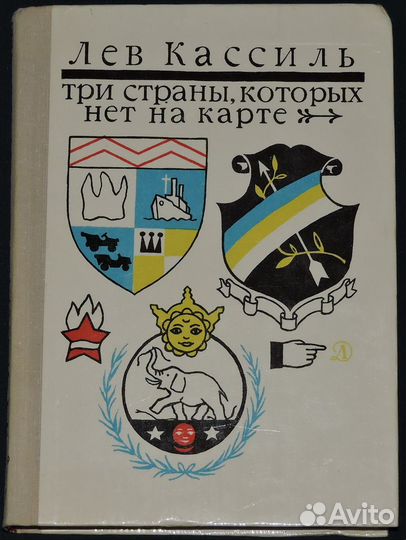 Лев Кассиль
три страны, которых
нет на карте
Д
Avito